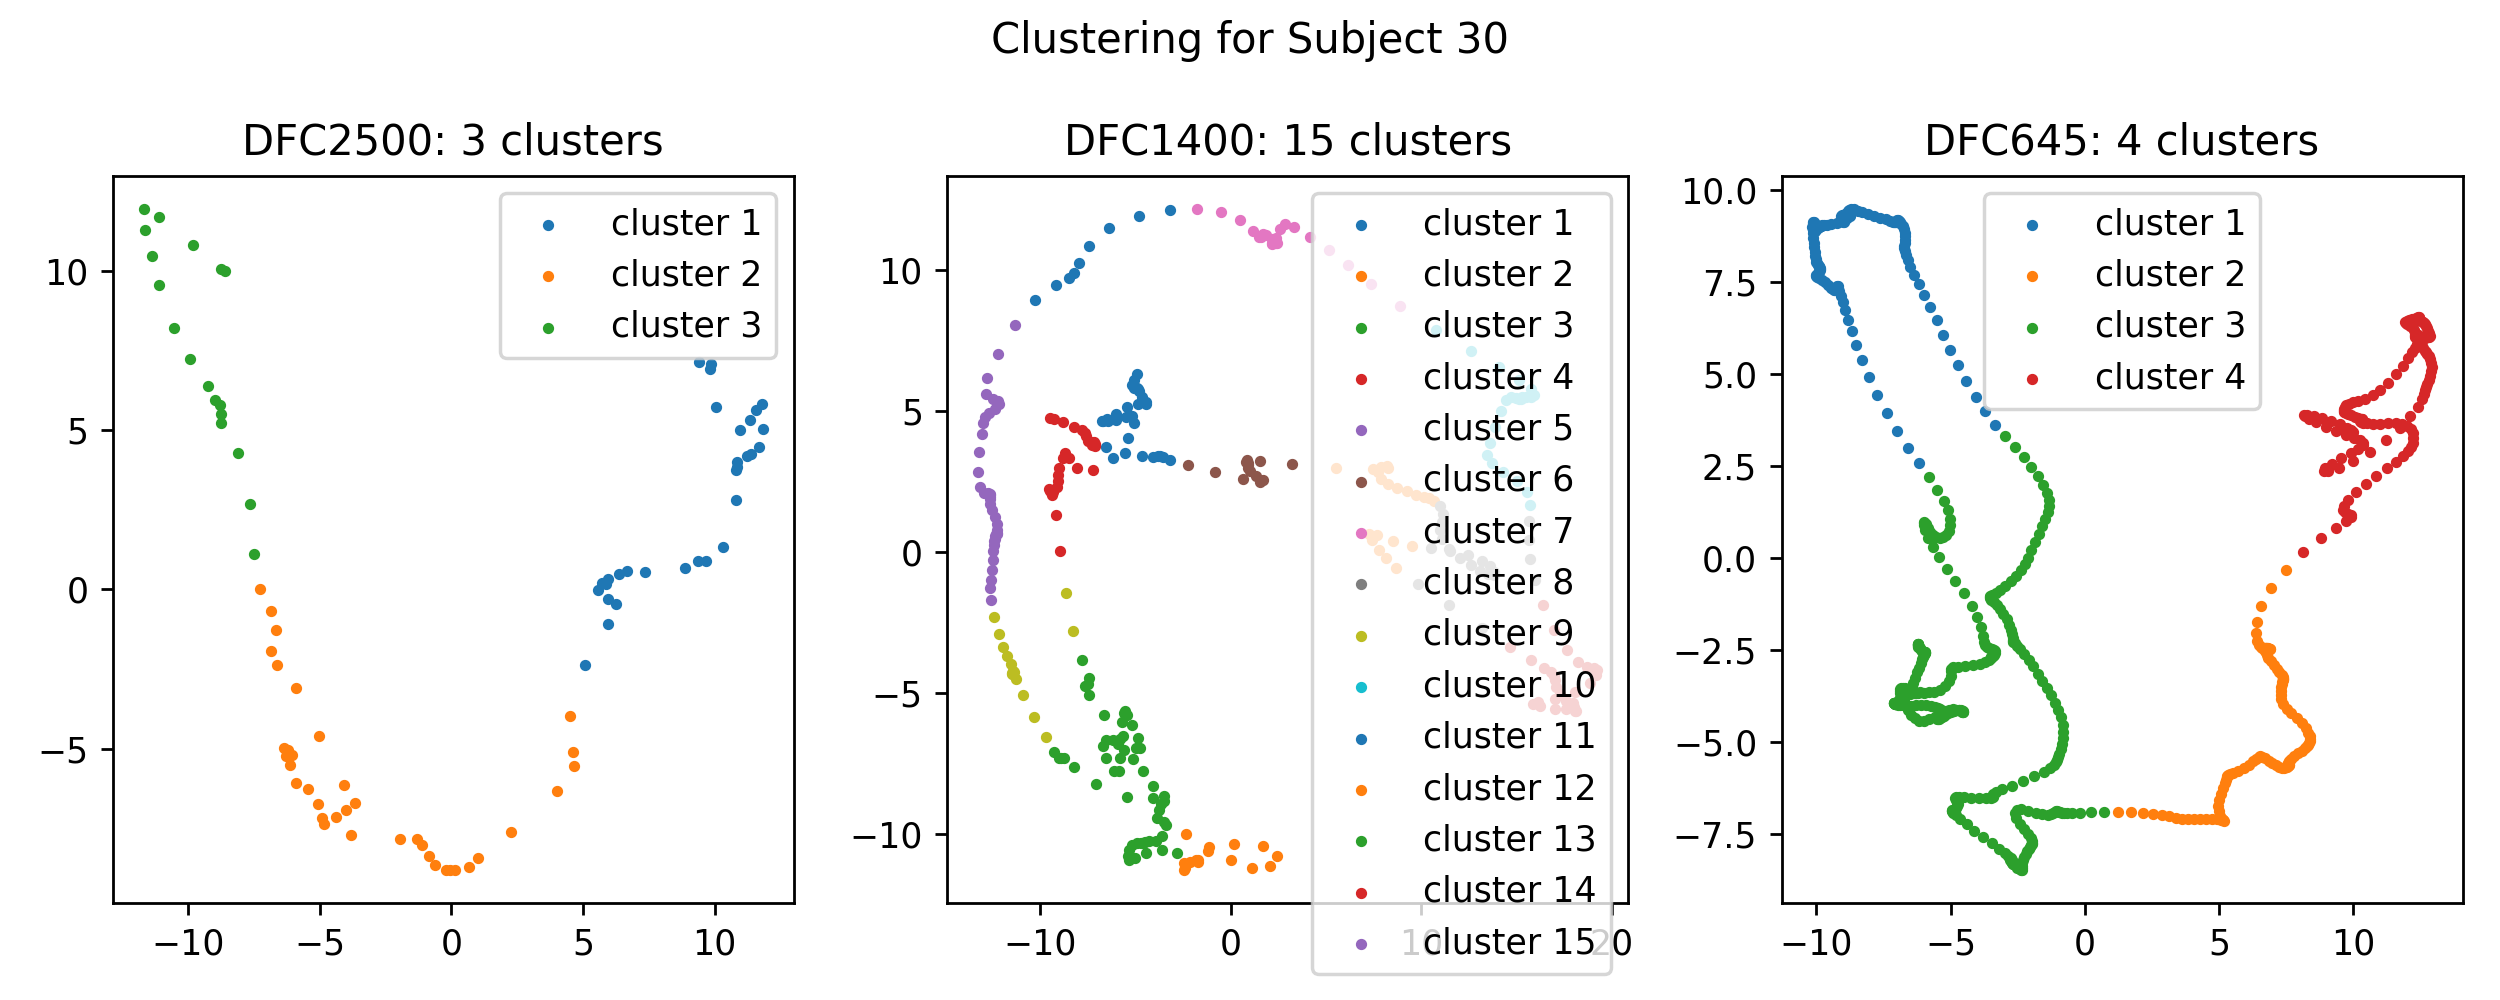 Clustering for Subject 30
DFC2500: 3 clusters
10
5
0
−5
−10
−5
0
5
10
cluster 1
cluster 2
cluster 3
DFC1400: 15 clusters
10
5
0
−5
−10
−10
0
10
20
cluster 1
cluster 2
cluster 3
cluster 4
cluster 5
cluster 6
cluster 7
cluster 8
cluster 9
cluster 10
cluster 11
cluster 12
cluster 13
cluster 14
cluster 15
DFC645: 4 clusters
10.0
7.5
5.0
2.5
0.0
−2.5
−5.0
−7.5
−10
−5
0
5
10
cluster 1
cluster 2
cluster 3
cluster 4